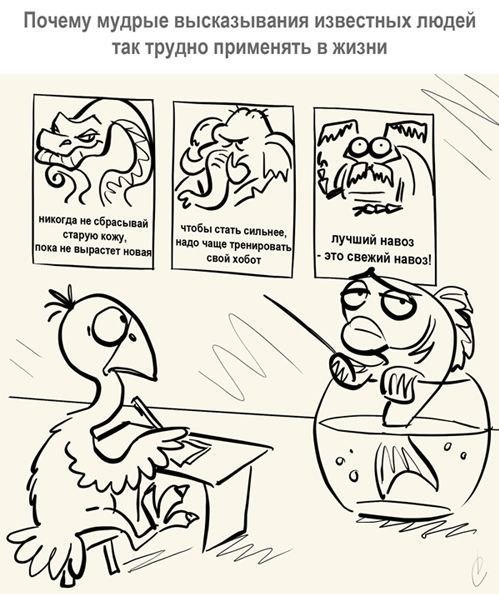 Почему мудрые высказывания известных людей
так трудно применять в жизни
никогда не сбрасывай
старую кожу,
пока не вырастет новая
чтобы стать сильнее,
надо чаще тренировать
свой хобот
лучший навоз
- это свежий навоз!